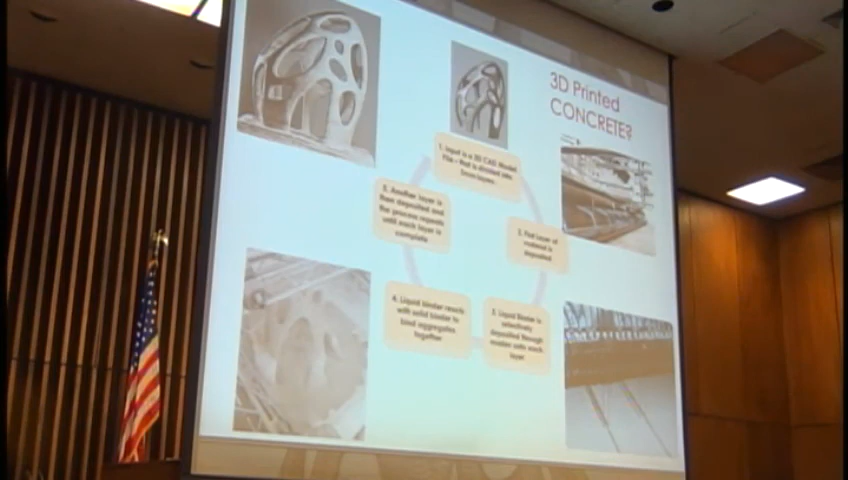 3D Printed
CONCRETE?
1. Input is a 3D CAD Model
File - that is divided into
5mm layers.
2. First Layer of
material is
deposited
3. Liquid Binder is
selectively
deposited through
nozzles onto each
layer
4. Liquid binder reacts
with solid binder to
bind aggregates
together
5. Another layer is
then deposited and
the process repeats
until each layer is
complete